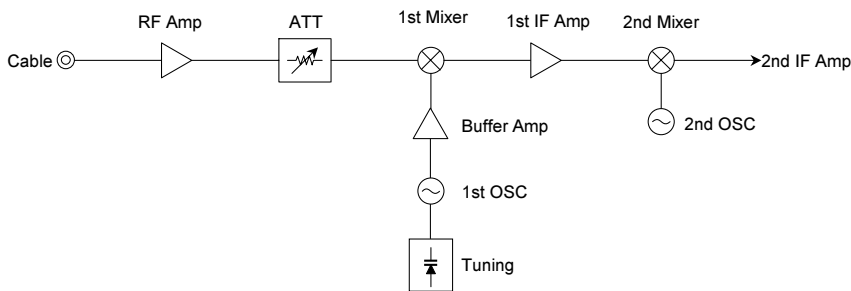 RF Amp
ATT
1st Mixer
1st IF Amp
2nd Mixer
Cable
2nd IF Amp
Buffer Amp
2nd OSC
1st OSC
Tuning